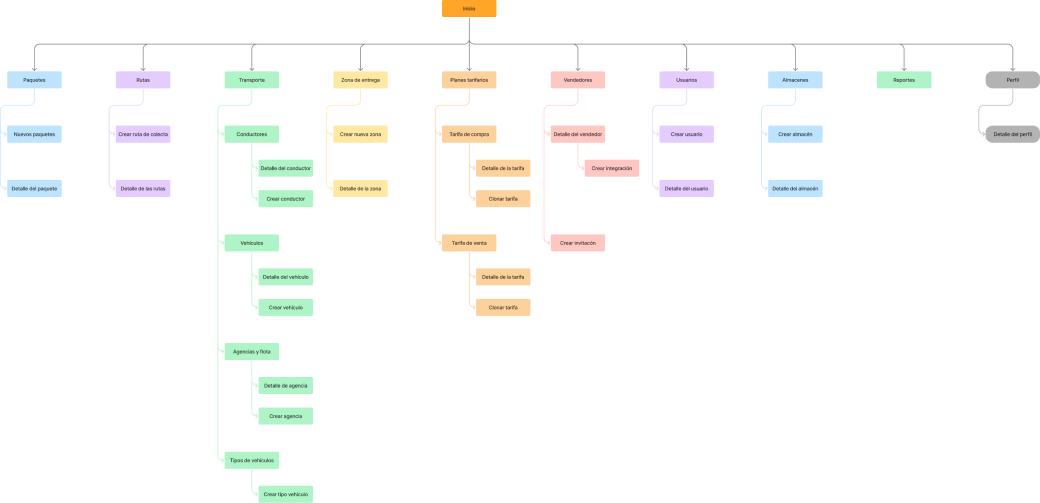 Inicio
Paquetes
Rutas
Transporte
Zona de entrega
Planes tarifarios
Vendedores
Usuarios
Almacenes
Reportes
Perfil
Nuevos paquetes
Crear ruta de colecta
Conductores
Crear nueva zona
Tarifa de compra
Detalle del vendedor
Crear usuario
Crear almacén
Detalle del perfil
Detalle del conductor
Detalle de la tarifa
Crear integración
Detalle del paquete
Detalle de las rutas
Crear conductor
Detalle de la zona
Clonar tarifa
Detalle del usuario
Detalle del almacén
Vehículos
Tarifa de venta
Crear invitacón
Detalle del vehículo
Detalle de la tarifa
Crear vehículo
Clonar tarifa
Agencias y flota
Detalle de agencia
Crear agencia
Tipos de vehículos
Crear tipo vehículo